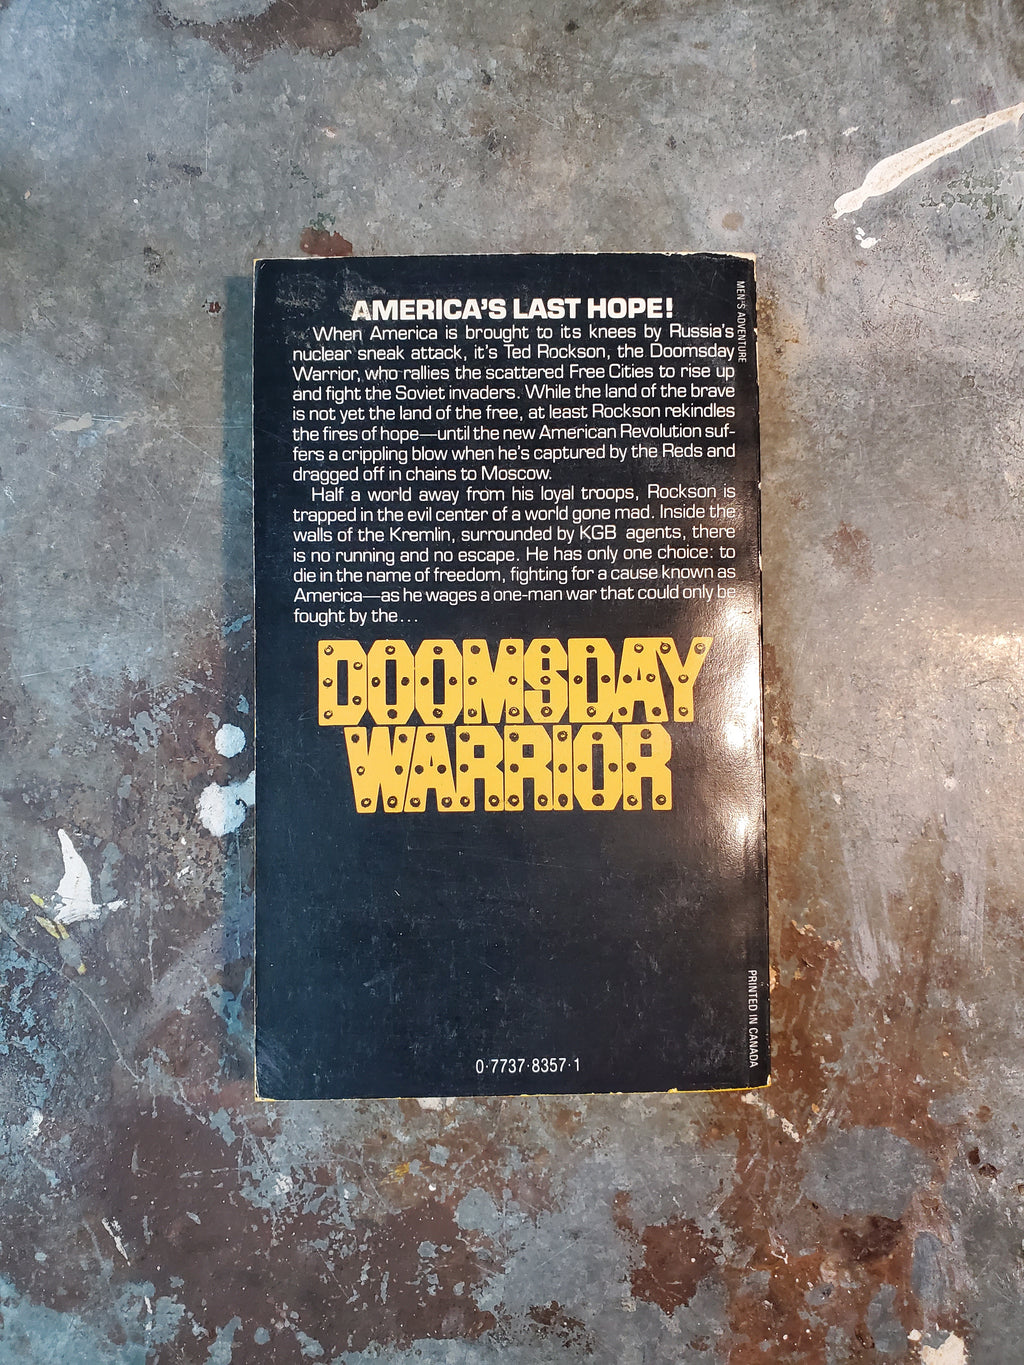 AMERICA'S LAST HOPE!
When America is brought to its knees by Russia's
nuclear sneak attack, it's Ted Rockson, the Doomsday
Warrior, who rallies the scattered Free Cities to rise up
and fight the Soviet invaders. While the land of the brave
is not yet the land of the free, at least Rockson rekindles
the fires of hope—until the new American Revolution suf-
fers a crippling blow when he's captured by the Reds and
dragged off in chains to Moscow.
Half a world away from his loyal troops, Rockson is
trapped in the evil center of a world gone mad. Inside the
walls of the Kremlin, surrounded by KGB agents, there
is no running and no escape. He has only one choice: to
die in the name of freedom, fighting for a cause known as
America—as he wages a one-man war that could only be
fought by the...
DOOMSDAY
WARRIOR
0-7737-8357-1
MEN'S ADVENTURE
PRINTED IN CANADA